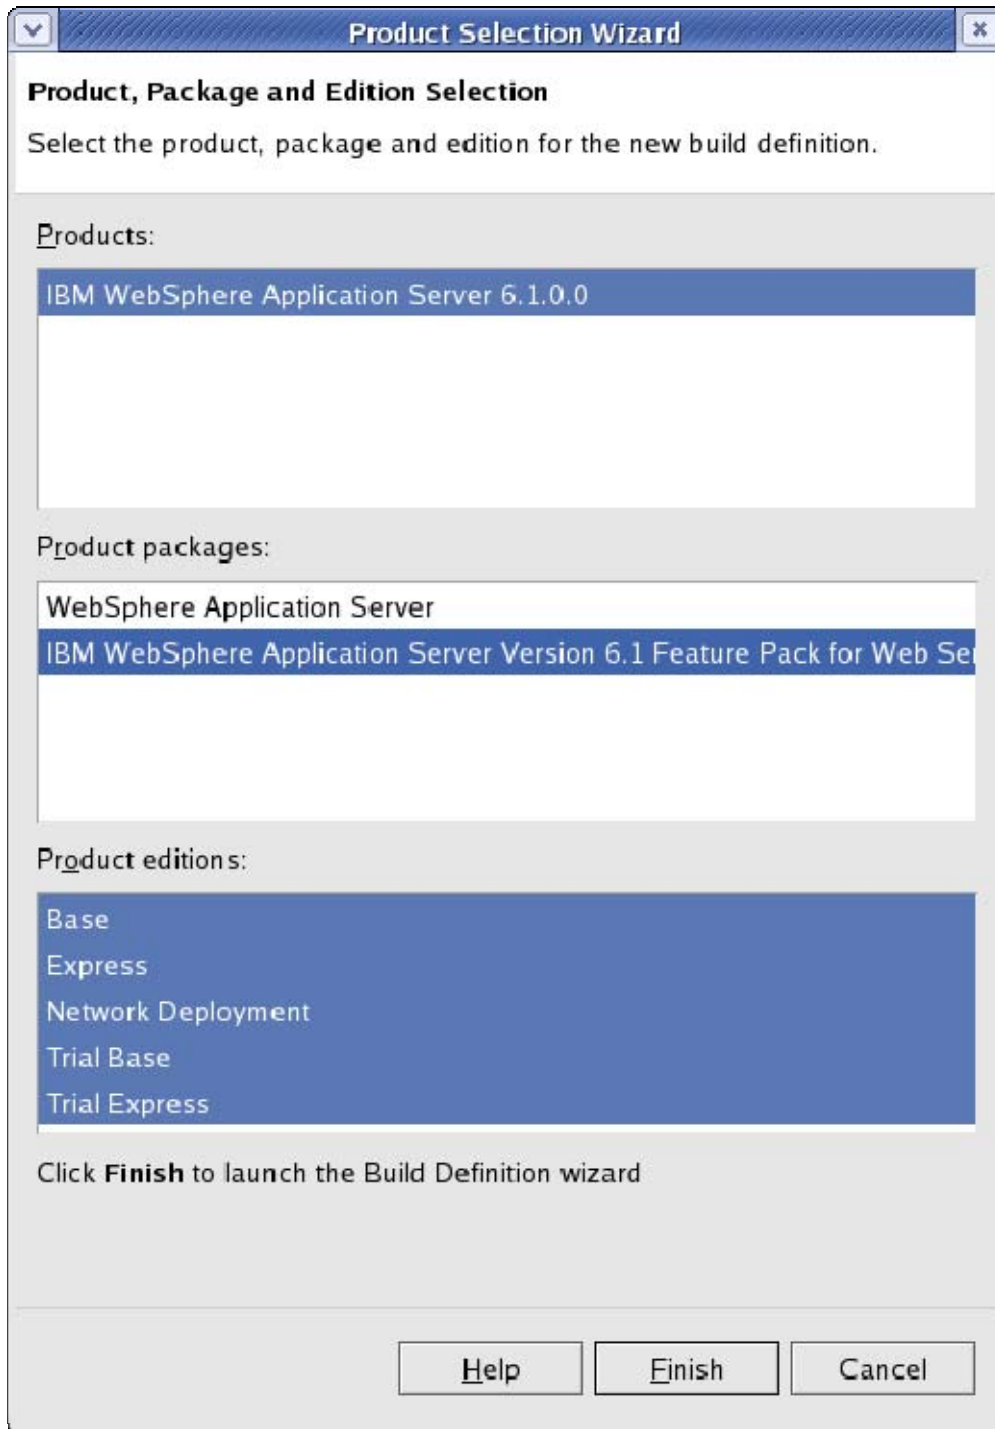 Product Selection Wizard
Product, Package and Edition Selection
Select the product, package and edition for the new build definition.
Products:
IBM WebSphere Application Server 6.1.0.0
Product packages:
WebSphere Application Server
IBM WebSphere Application Server Version 6.1 Feature Pack for Web Ser
Product editions:
Base
Express
Network Deployment
Trial Base
Trial Express
Click Finish to launch the Build Definition wizard
Help
Finish
Cancel